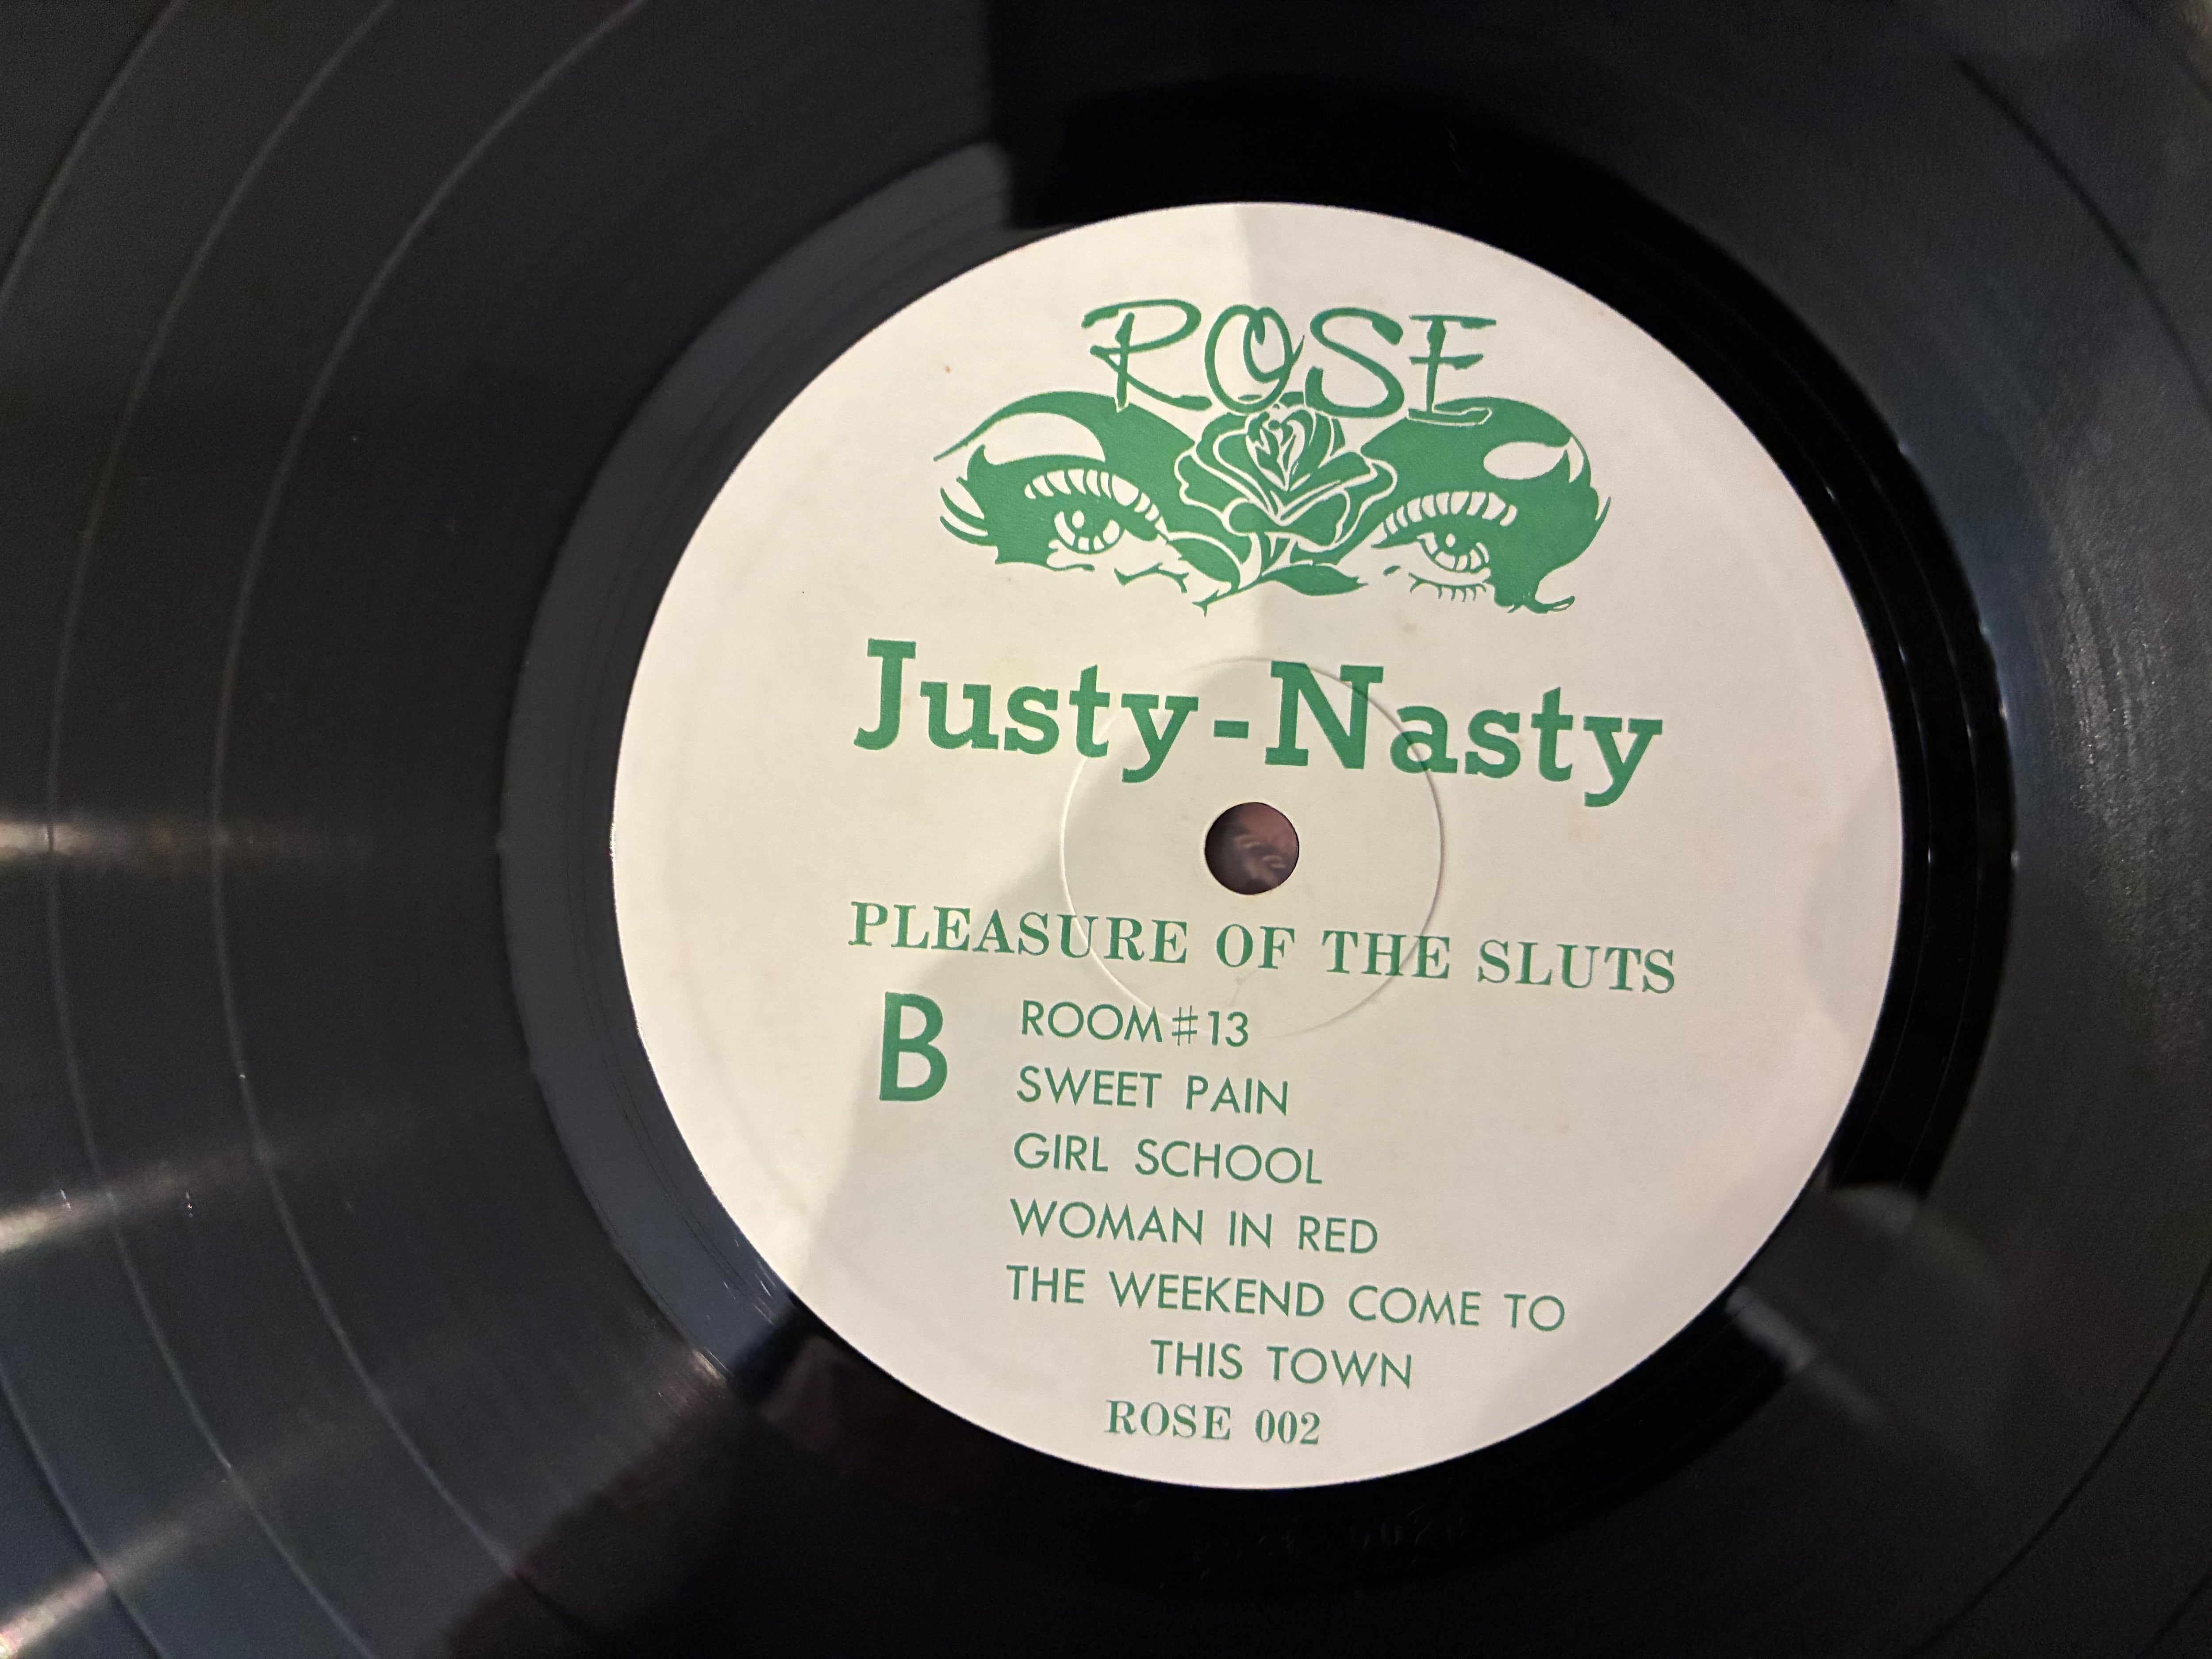 ROSE
Justy-Nasty
PLEASURE OF THE SLUTS
B
ROOM#13
SWEET PAIN
GIRL SCHOOL
WOMAN IN RED
THE WEEKEND COME TO
THIS TOWN
ROSE 002